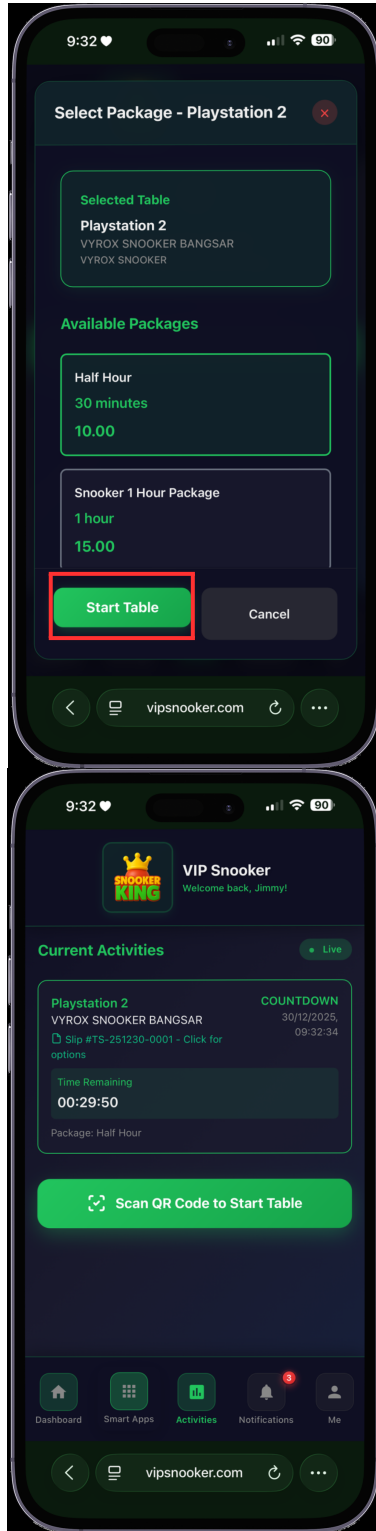 9:32
90
Select Package - Playstation 2
Selected Table
Playstation 2
VYROX SNOOKER BANGSAR
VYROX SNOOKER
Available Packages
Half Hour
30 minutes
10.00
Snooker 1 Hour Package
1 hour
15.00
Start Table
Cancel
vipsnooker.com
9:32
90
SNOOKER
KING
VIP Snooker
Welcome back, Jimmy!
Current Activities
Live
Playstation 2
COUNTDOWN
VYROX SNOOKER BANGSAR
30/12/2025,
09:32:34
Slip #TS-251230-0001 - Click for
options
Time Remaining
00:29:50
Package: Half Hour
Scan QR Code to Start Table
3
Dashboard
Smart Apps
Activities
Notifications
Me
vipsnooker.com